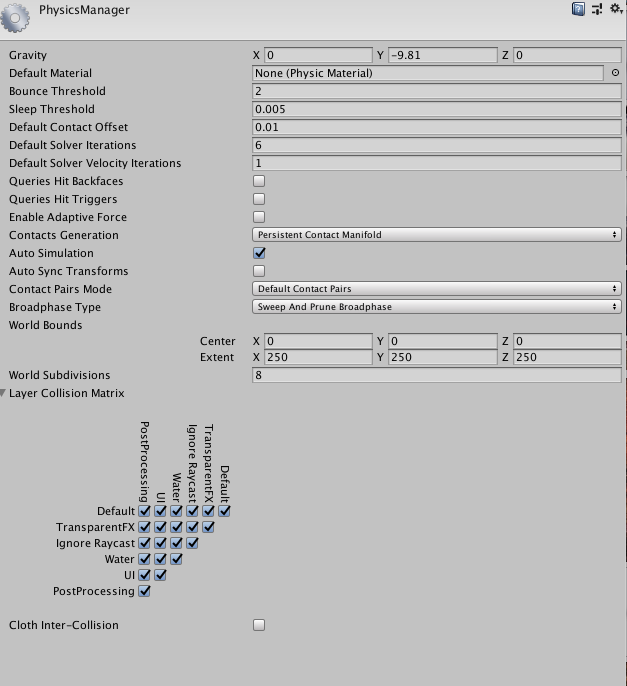 PhysicsManager
Gravity X 0 Y -9.81 Z 0
Default Material None (Physic Material)
Bounce Threshold 2
Sleep Threshold 0.005
Default Contact Offset 0.01
Default Solver Iterations 6
Default Solver Velocity Iterations 1
Queries Hit Backfaces
Queries Hit Triggers
Enable Adaptive Force
Contacts Generation Persistent Contact Manifold
Auto Simulation
Auto Sync Transforms
Contact Pairs Mode Default Contact Pairs
Broadphase Type Sweep And Prune Broadphase
World Bounds
Center X 0 Y 0 Z 0
Extent X 250 Y 250 Z 250
World Subdivisions 8
Layer Collision Matrix
PostProcessing
UI
Water
Ignore Raycast
TransparentFX
Default
Default
TransparentFX
Ignore Raycast
Water
UI
PostProcessing
Cloth Inter-Collision